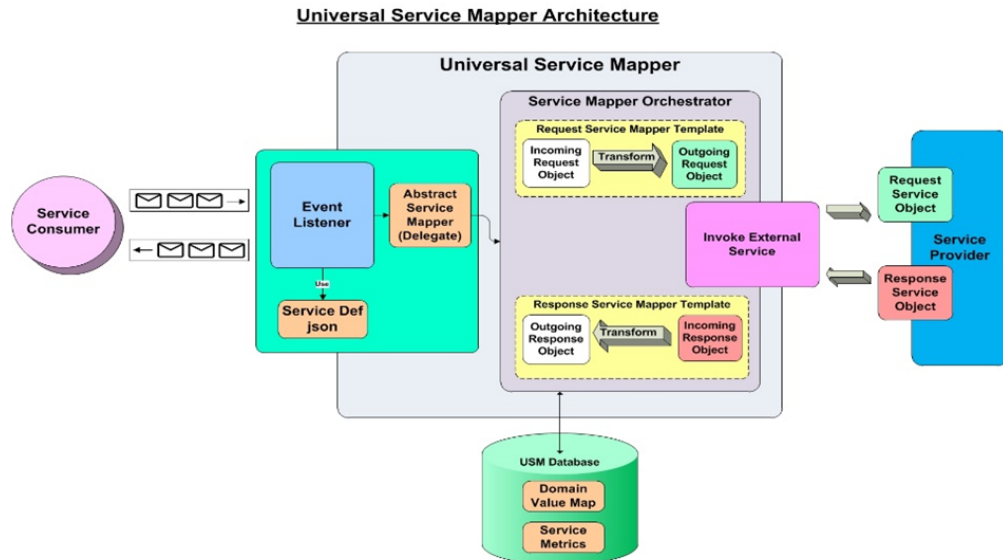 Universal Service Mapper Architecture
Universal Service Mapper
Service Mapper Orchestrator
Request Service Mapper Template
Incoming
Request
Object
Transform
Outgoing
Request
Object
Service
Consumer
Event
Listener
Abstract
Service
Mapper
(Delegate)
Use
Service Def
json
Invoke External
Service
Request
Service
Object
Service
Provider
Response
Service
Object
Response Service Mapper Template
Outgoing
Response
Object
Transform
Incoming
Response
Object
USM Database
Domain
Value Map
Service
Metrics